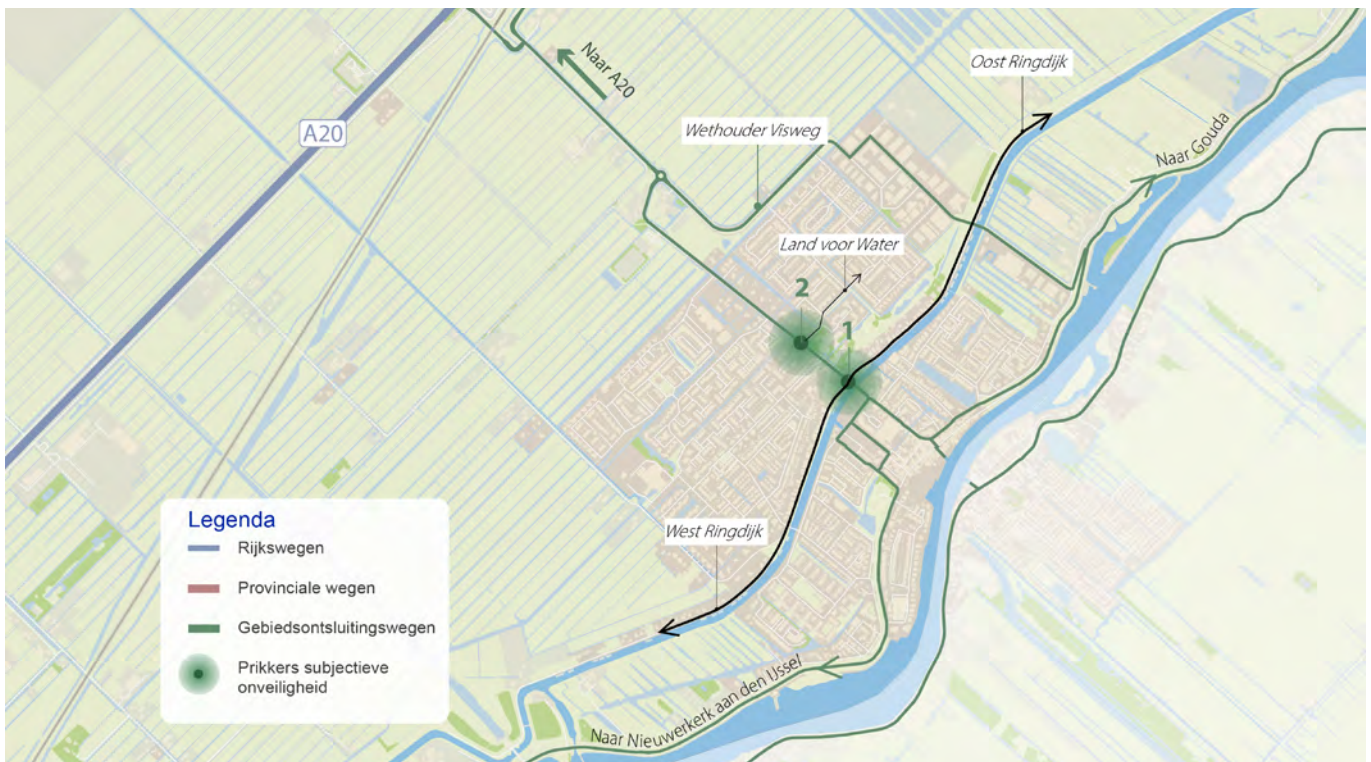 Oost Ringdijk
Naar A20
A20
Wethouder Visweg
Naar Gouda
Land voor Water
2
1
Legenda
Rijkswegen
Provinciale wegen
Gebiedsontsluitingswegen
Prikkers subjectieve
onveiligheid
West Ringdijk
Naar Nieuwerkerk aan den IJssel